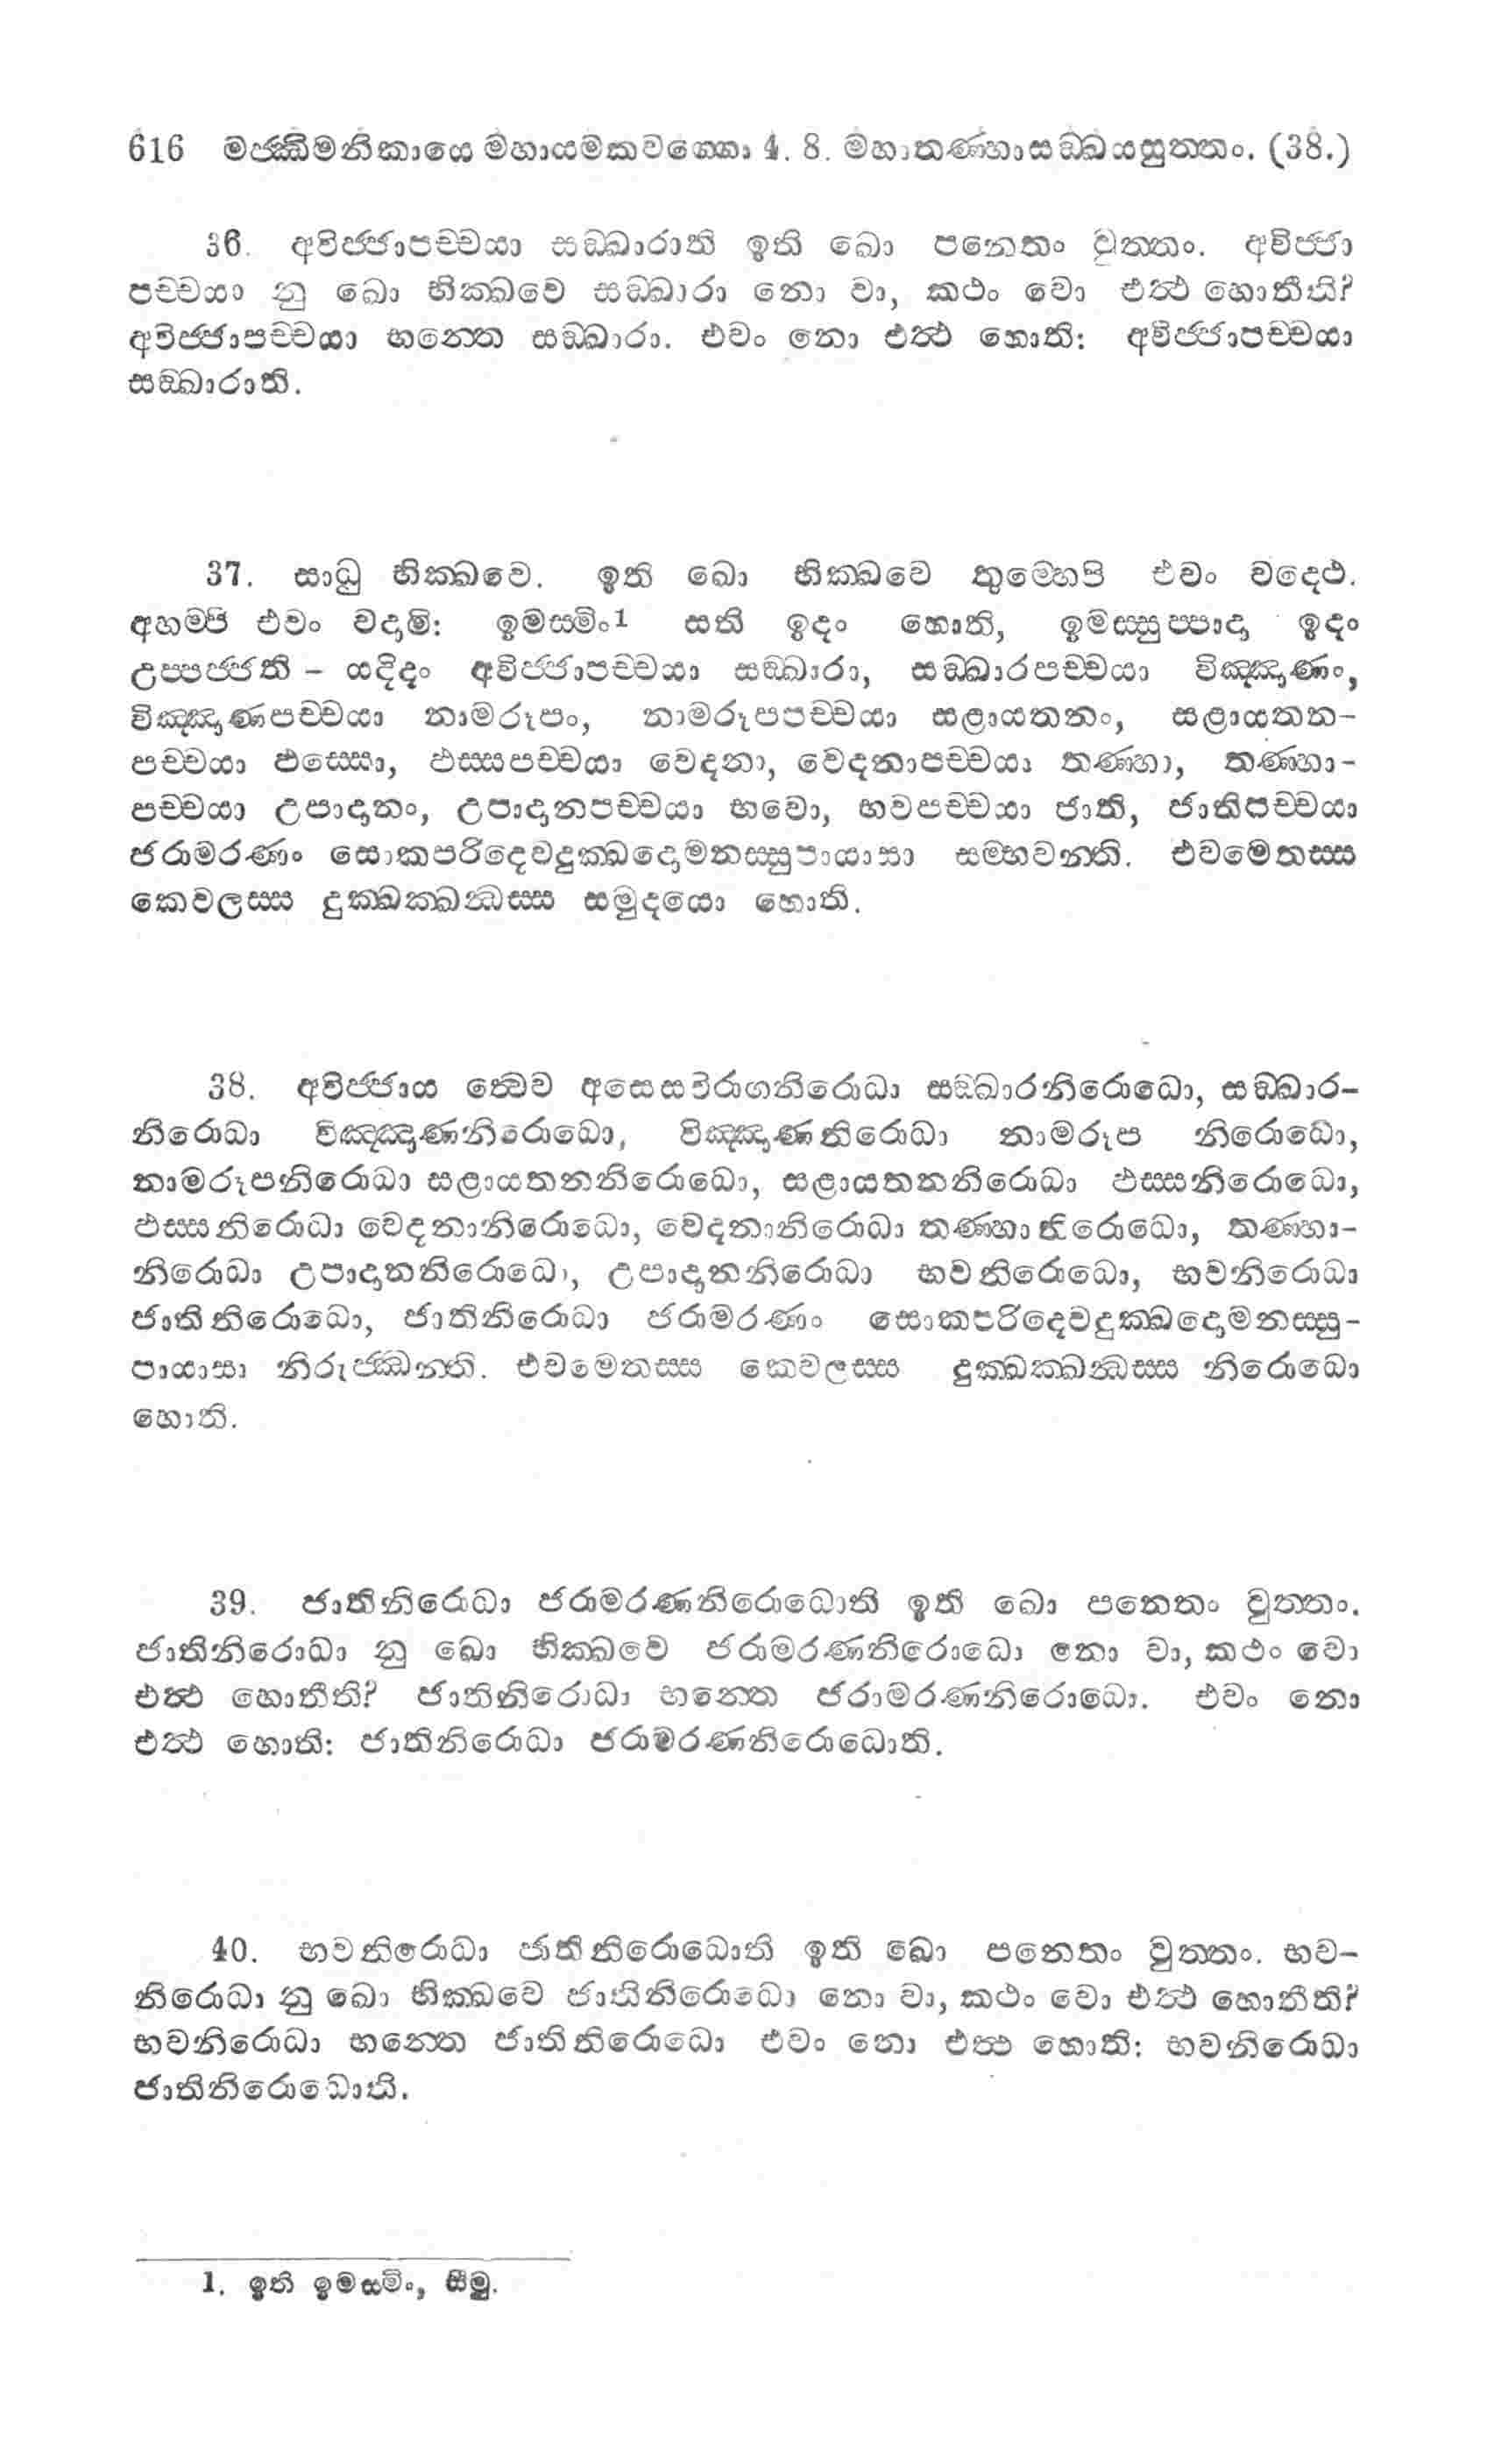 616 මජ්ඣිමනිකායෙ මහායමකවග්ගො 4. 8. මහාතණ්හාසඞ්ඛයසුත්තං. (38.)
36. අවිජ්ජාපච්චයා සඞ්ඛාරාති ඉති ඛො පනෙතං වුත්තං. අවිජ්ජා
පච්චයා නු ඛො භික්ඛවෙ සඞ්ඛාරා නො වා, කථං වො එත්ථ හොතීති?
අවිජ්ජාපච්චයා භන්තෙ සඞ්ඛාරා. එවං නො එත්ථ හොති: අවිජ්ජාපච්චයා
සඞ්ඛාරාති.
37. සාධු භික්ඛවෙ. ඉති ඛො භික්ඛවෙ තුම්හෙපි එවං වදෙථ.
අහම්පි එවං වදාමි: ඉමස්මිං1 සති ඉදං හොති, ඉමස්සුප්පාදා ඉදං
උප්පජ්ජති – යදිදං අවිජ්ජාපච්චයා සඞ්ඛාරා, සඞ්ඛාරපච්චයා විඤ්ඤාණං,
විඤ්ඤාණපච්චයා නාමරූපං, නාමරූපපච්චයා සළායතනං, සළායතන-
පච්චයා ඵස්සො, ඵස්සපච්චයා වෙදනා, වෙදනාපච්චයා තණ්හා, තණ්හා-
පච්චයා උපාදානං, උපාදානපච්චයා භවො, භවපච්චයා ජාති, ජාතිපච්චයා
ජරාමරණං සොකපරිදෙවදුක්ඛදොමනස්සුපායාසා සම්භවන්ති. එවමෙතස්ස
කෙවලස්ස දුක්ඛක්ඛන්ධස්ස සමුදයො හොති.
38. අවිජ්ජාය ත්වෙව අසෙසවිරාගනිරොධා සඞ්ඛාරනිරොධො, සඞ්ඛාර-
නිරොධා විඤ්ඤාණනිරොධො, විඤ්ඤාණනිරොධා නාමරූප නිරොධො,
නාමරූපනිරොධා සළායතනනිරොධො, සළායතනනිරොධා ඵස්සනිරොධො,
ඵස්සනිරොධා වෙදනානිරොධො, වෙදනානිරොධා තණ්හානිරොධො, තණ්හා-
නිරොධා උපාදානනිරොධො, උපාදානනිරොධා භවනිරොධො, භවනිරොධා
ජාතිනිරොධො, ජාතිනිරොධා ජරාමරණං සොකපරිදෙවදුක්ඛදොමනස්සු-
පායාසා නිරුජ්ඣන්ති. එවමෙතස්ස කෙවලස්ස දුක්ඛක්ඛන්ධස්ස නිරොධො
හොති.
39. ජාතිනිරොධා ජරාමරණනිරොධොති ඉති ඛො පනෙතං වුත්තං.
ජාතිනිරොධා නු ඛො භික්ඛවෙ ජරාමරණනිරොධො නො වා, කථං වො
එත්ථ හොතීති? ජාතිනිරොධා භන්තෙ ජරාමරණනිරොධො. එවං නො
එත්ථ හොති: ජාතිනිරොධා ජරාමරණනිරොධොති.
40. භවනිරොධා ජාතිනිරොධොති ඉති ඛො පනෙතං වුත්තං. භව-
නිරොධා නු ඛො භික්ඛවෙ ජාතිනිරොධො නො වා, කථං වො එත්ථ හොතීති?
භවනිරොධා භන්තෙ ජාතිනිරොධො එවං නො එත්ථ හොති: භවනිරොධා
ජාතිනිරොධොති.
1. ඉති ඉමස්මිං, සීමු.